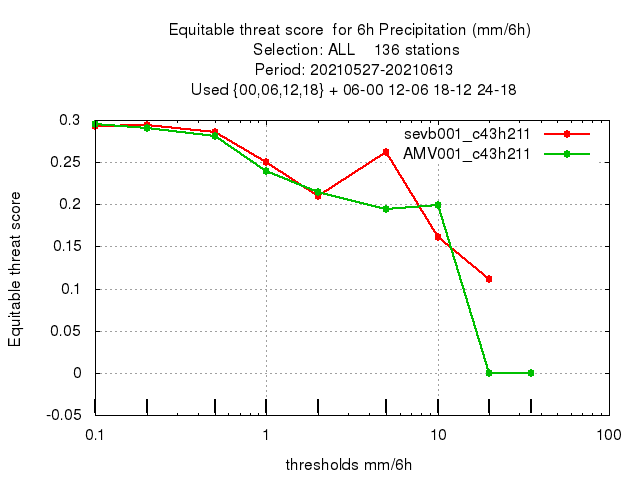 Equitable threat score  for 6h Precipitation (mm/6h)
Selection: ALL    136 stations
Period: 20210527-20210613
Used {00,06,12,18} + 06-00 12-06 18-12 24-18
sevb001_c43h211
AMV001_c43h211
Equitable threat score
0.3
0.25
0.2
0.15
0.1
0.05
0
-0.05
0.1 1 10 100
thresholds mm/6h